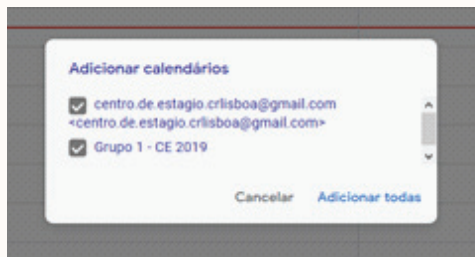 Adicionar calendários
centro.de.estagio.crlisboa@gmail.com
<centro.de.estagio.crlisboa@gmail.com>
Grupo 1 - CE 2019
Cancelar Adicionar todas